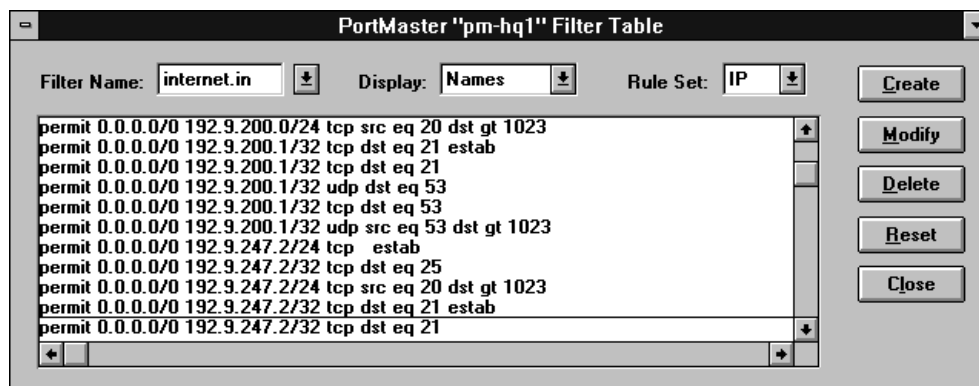 PortMaster "pm-hq1" Filter Table
Filter Name: internet.in Display: Names Rule Set: IP
Create
Modify
Delete
Reset
Close
permit 0.0.0.0/0 192.9.200.0/24 tcp src eq 20 dst gt 1023
permit 0.0.0.0/0 192.9.200.1/32 tcp dst eq 21 estab
permit 0.0.0.0/0 192.9.200.1/32 tcp dst eq 21
permit 0.0.0.0/0 192.9.200.1/32 udp dst eq 53
permit 0.0.0.0/0 192.9.200.1/32 tcp dst eq 53
permit 0.0.0.0/0 192.9.200.1/32 udp src eq 53 dst gt 1023
permit 0.0.0.0/0 192.9.247.2/24 tcp   estab
permit 0.0.0.0/0 192.9.247.2/32 tcp dst eq 25
permit 0.0.0.0/0 192.9.247.2/24 tcp src eq 20 dst gt 1023
permit 0.0.0.0/0 192.9.247.2/32 tcp dst eq 21 estab
permit 0.0.0.0/0 192.9.247.2/32 tcp dst eq 21